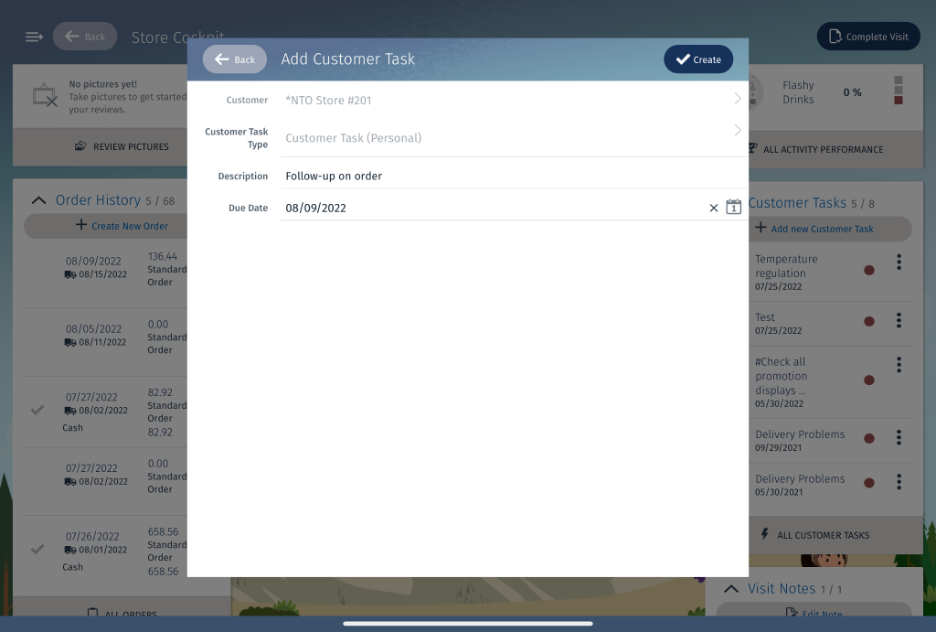 Back
Store Cockpit
Complete Visit
No pictures yet!
Take pictures to get started
your reviews.
REVIEW PICTURES
Flashy
Drinks
0 %
ALL ACTIVITY PERFORMANCE
Order History 5 / 68
Create New Order
08/09/2022
08/15/2022
136.44
Standard
Order
08/05/2022
08/11/2022
0.00
Standard
Order
07/27/2022
08/02/2022
Cash
82.92
Standard
Order
82.92
07/27/2022
08/02/2022
0.00
Standard
Order
07/26/2022
08/01/2022
Cash
658.56
Standard
Order
658.56
ALL ORDERS
Back
Add Customer Task
Create
Customer
*NTO Store #201
Customer Task
Type
Customer Task (Personal)
Description
Follow-up on order
Due Date
08/09/2022
1
Customer Tasks 5 / 8
Add new Customer Task
Temperature
regulation
07/25/2022
Test
07/25/2022
#Check all
promotion
displays ...
05/30/2022
Delivery Problems
09/29/2021
Delivery Problems
05/30/2021
ALL CUSTOMER TASKS
Visit Notes 1 / 1
Edit Note